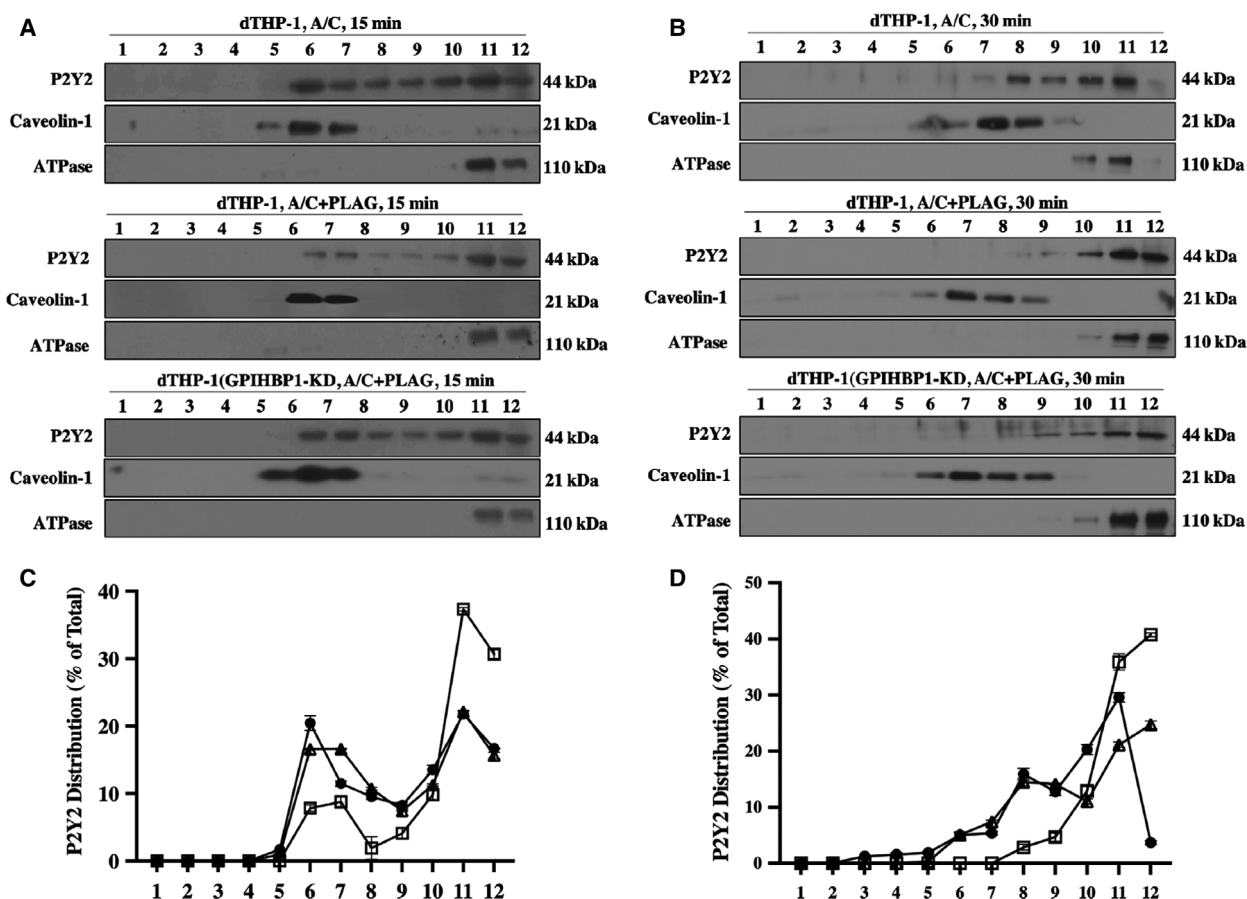 A
dTHP-1, A/C, 15 min
1 2 3 4 5 6 7 8 9 10 11 12
P2Y2 44 kDa
Caveolin-1 21 kDa
ATPase 110 kDa
dTHP-1, A/C+PLAG, 15 min
1 2 3 4 5 6 7 8 9 10 11 12
P2Y2 44 kDa
Caveolin-1 21 kDa
ATPase 110 kDa
dTHP-1(GPIHBP1-KD, A/C+PLAG, 15 min
1 2 3 4 5 6 7 8 9 10 11 12
P2Y2 44 kDa
Caveolin-1 21 kDa
ATPase 110 kDa
B
dTHP-1, A/C, 30 min
1 2 3 4 5 6 7 8 9 10 11 12
P2Y2 44 kDa
Caveolin-1 21 kDa
ATPase 110 kDa
dTHP-1, A/C+PLAG, 30 min
1 2 3 4 5 6 7 8 9 10 11 12
P2Y2 44 kDa
Caveolin-1 21 kDa
ATPase 110 kDa
dTHP-1(GPIHBP1-KD, A/C+PLAG, 30 min
1 2 3 4 5 6 7 8 9 10 11 12
P2Y2 44 kDa
Caveolin-1 21 kDa
ATPase 110 kDa
C
P2Y2 Distribution (% of Total)
40
30
20
10
0
1 2 3 4 5 6 7 8 9 10 11 12
D
P2Y2 Distribution (% of Total)
50
40
30
20
10
0
1 2 3 4 5 6 7 8 9 10 11 12